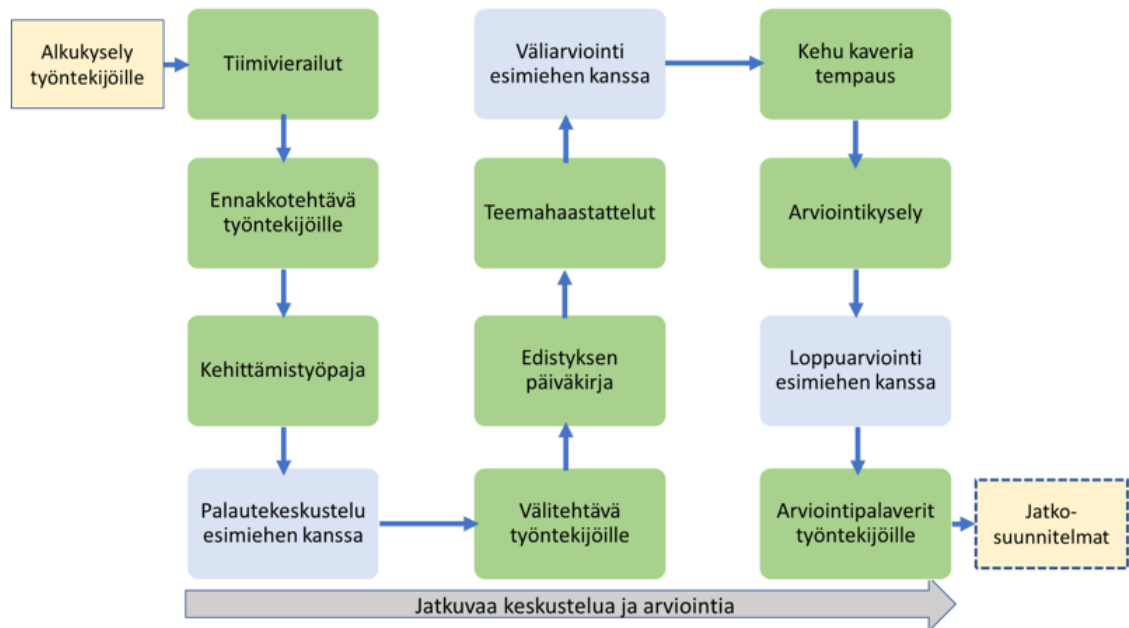 Alkukysely
työntekijöille
Tiimivierailut
Ennakkotehtävä
työntekijöille
Kehittämistyöpaja
Palautekeskustelu
esimiehen kanssa
Välitehtävä
työntekijöille
Edistyksen
päiväkirja
Teemahaastattelut
Väliarviointi
esimiehen kanssa
Kehu kaveria
tempaus
Arviointikysely
Loppuarviointi
esimiehen kanssa
Arviointipalaverit
työntekijöille
Jatko-
suunnitelmat
Jatkuvaa keskustelua ja arviointia